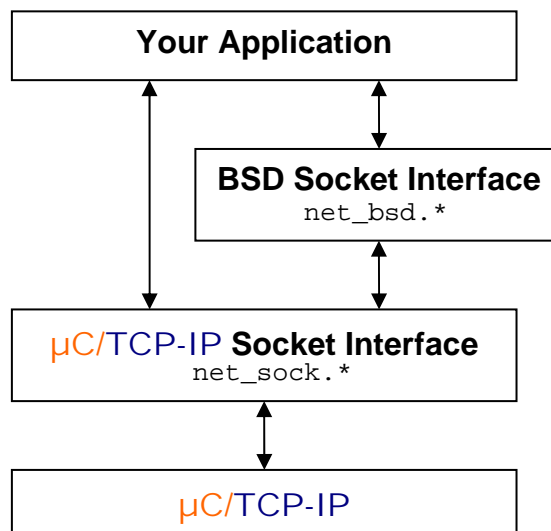 Your Application
BSD Socket Interface
net_bsd.*
µC/TCP-IP Socket Interface
net_sock.*
µC/TCP-IP